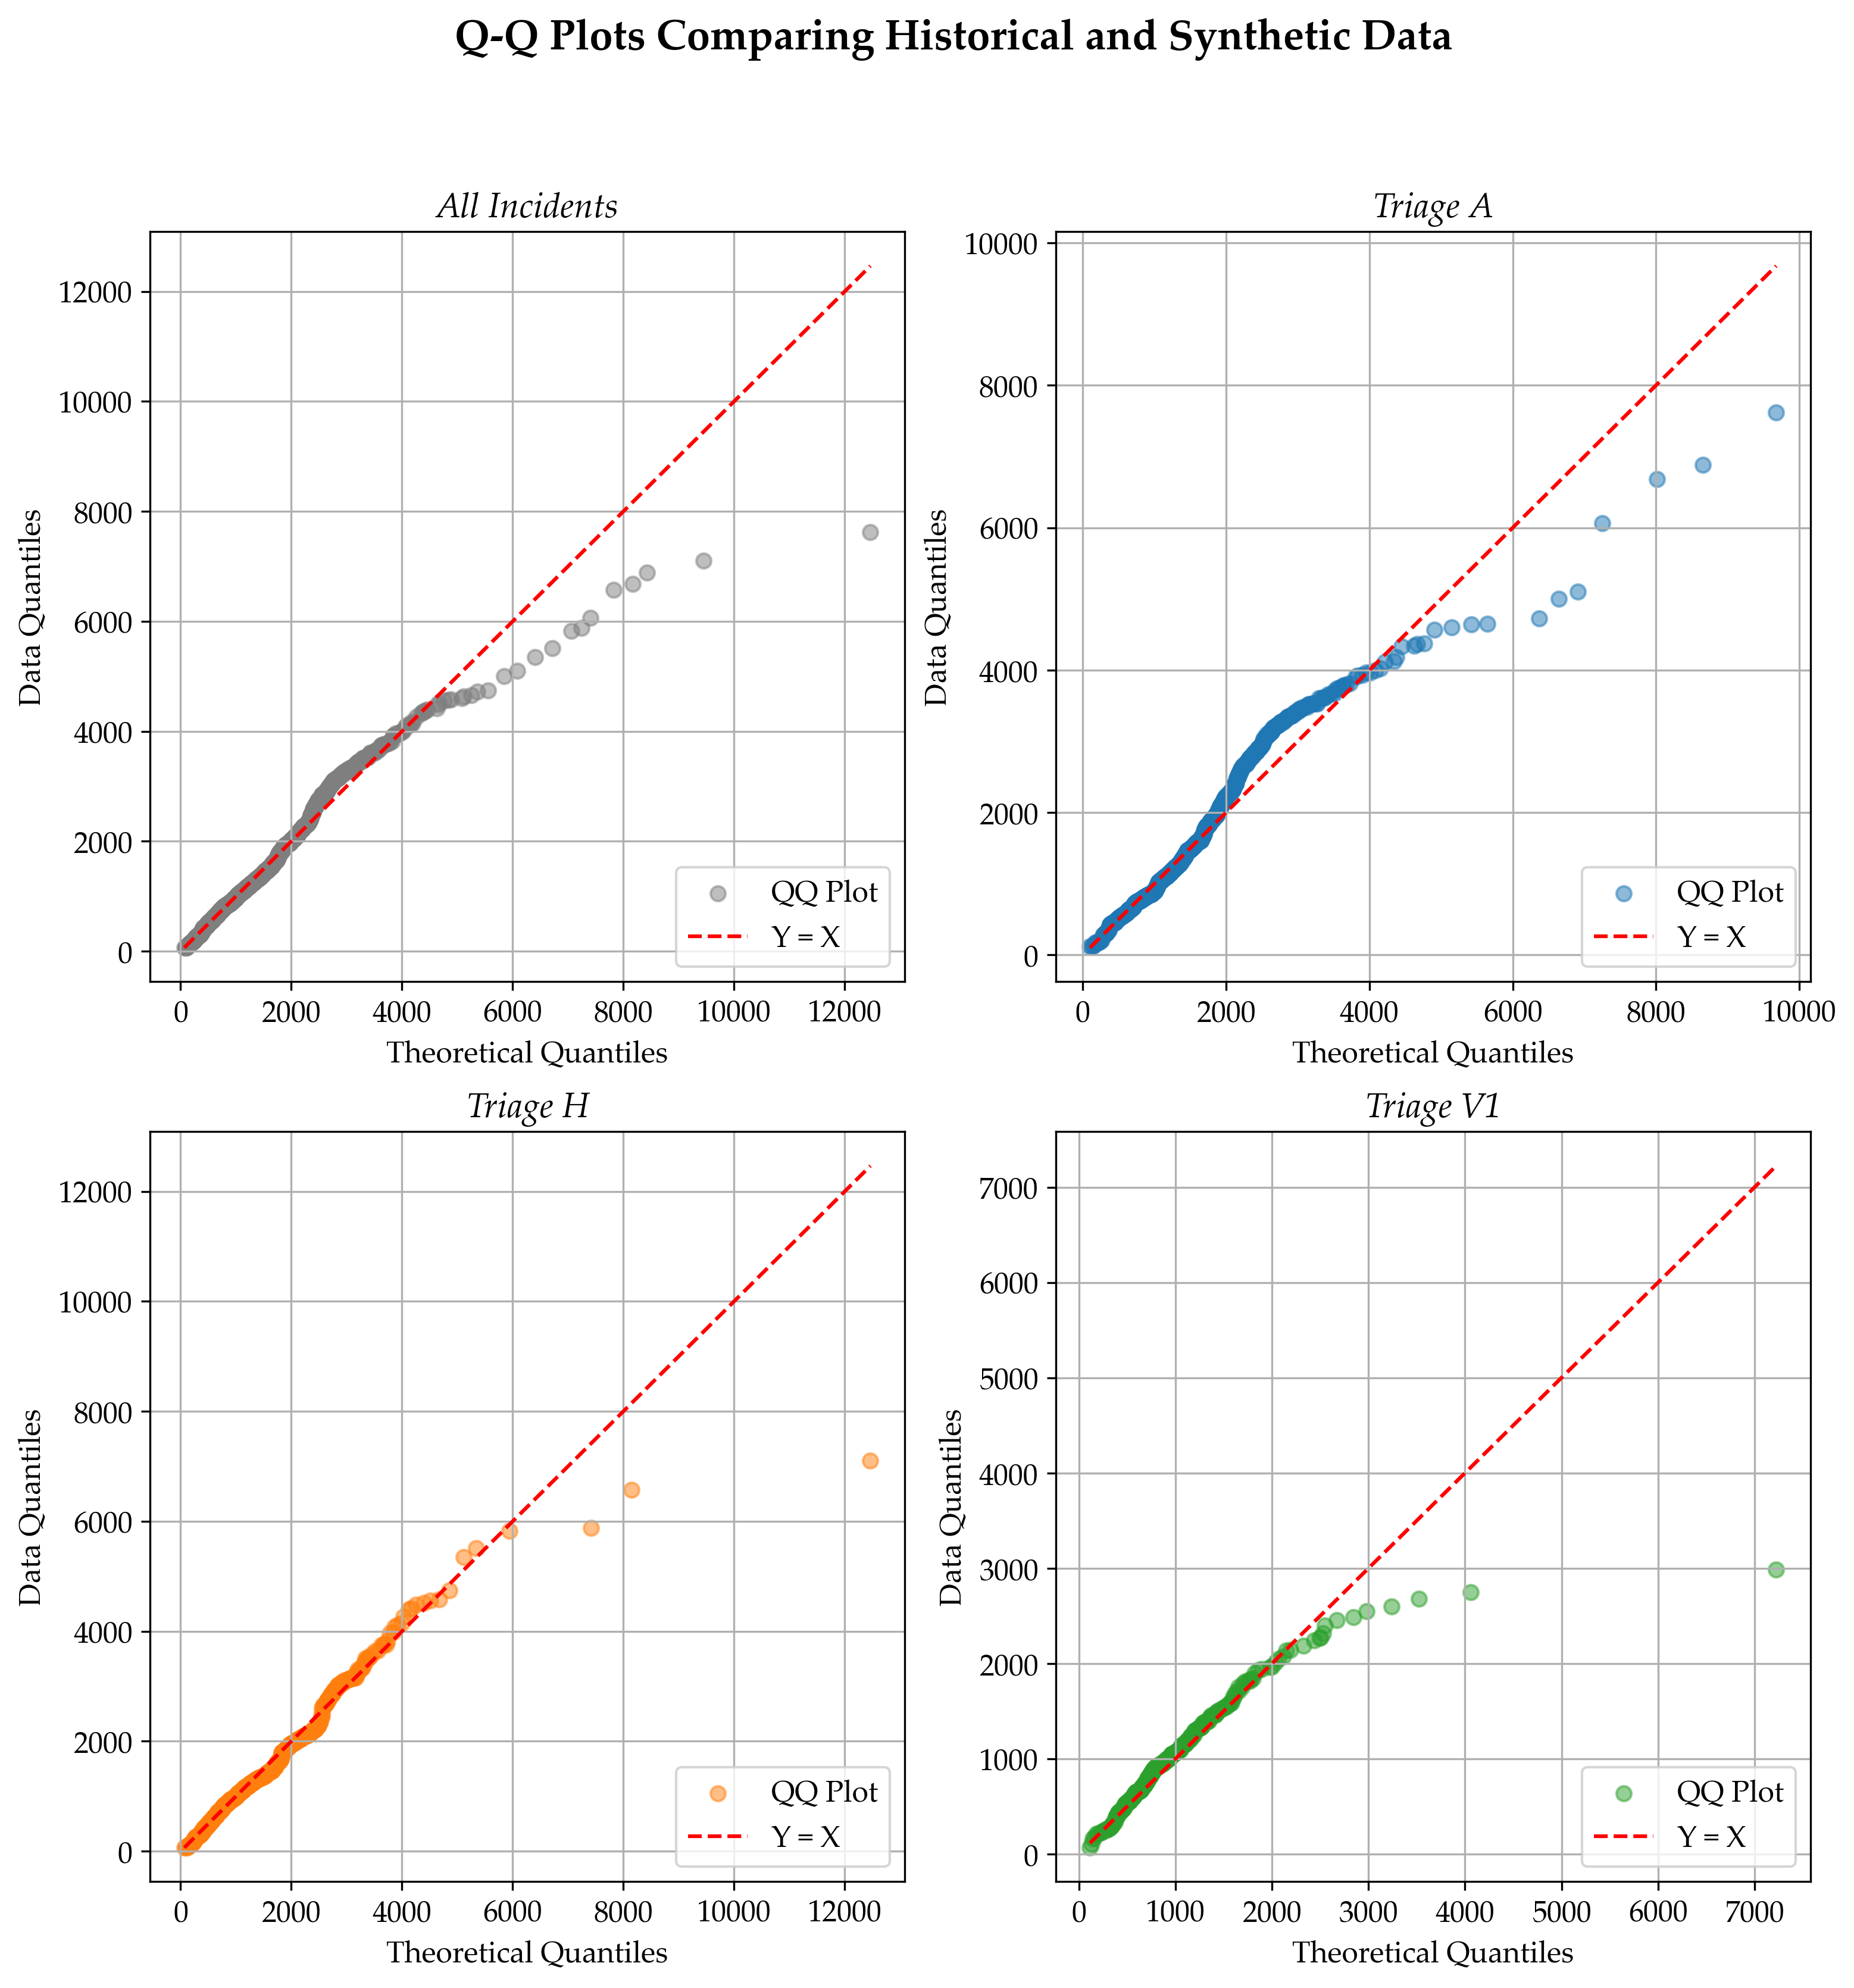 Q-Q Plots Comparing Historical and Synthetic Data
All Incidents
12000
10000
8000
6000
4000
2000
0
Data Quantiles
QQ Plot
Y = X
0 2000 4000 6000 8000 10000 12000
Theoretical Quantiles
Triage A
10000
8000
6000
4000
2000
0
Data Quantiles
QQ Plot
Y = X
0 2000 4000 6000 8000 10000
Theoretical Quantiles
Triage H
12000
10000
8000
6000
4000
2000
0
Data Quantiles
QQ Plot
Y = X
0 2000 4000 6000 8000 10000 12000
Theoretical Quantiles
Triage V1
7000
6000
5000
4000
3000
2000
1000
0
Data Quantiles
QQ Plot
Y = X
0 1000 2000 3000 4000 5000 6000 7000
Theoretical Quantiles